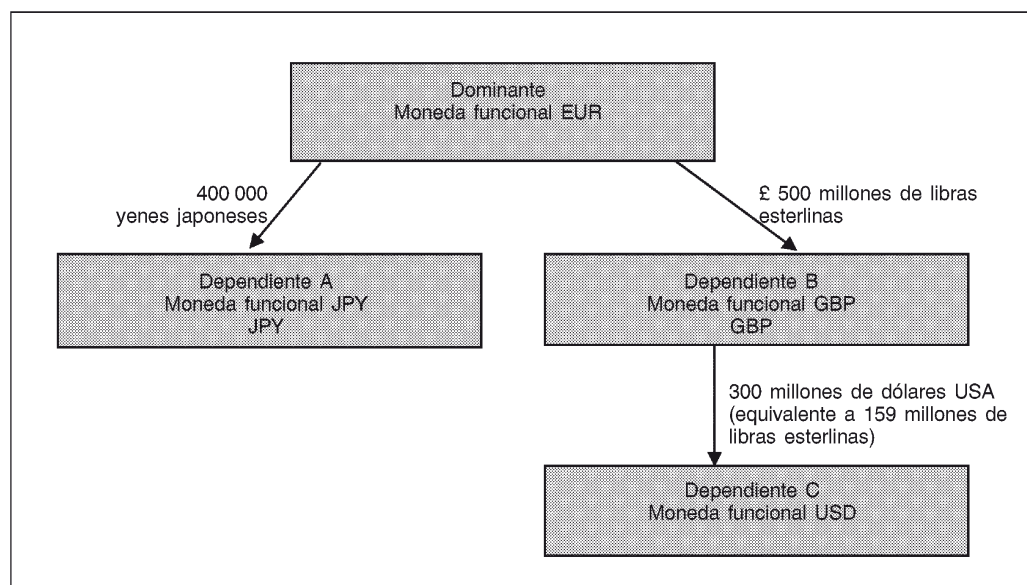 Dominante
Moneda funcional EUR
400 000
yenes japoneses
£ 500 millones de libras
esterlinas
Dependiente A
Moneda funcional JPY
JPY
Dependiente B
Moneda funcional GBP
GBP
300 millones de dólares USA
(equivalente a 159 millones de
libras esterlinas)
Dependiente C
Moneda funcional USD